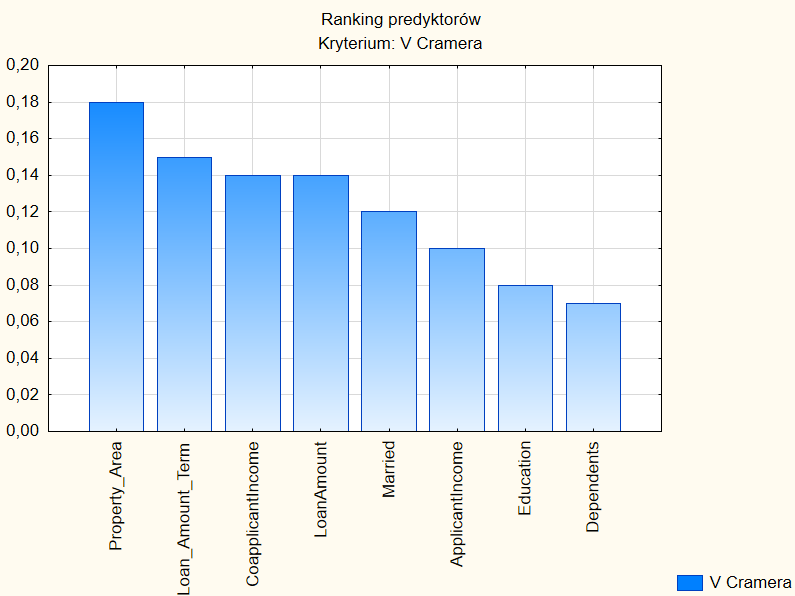 Ranking predyktorów
Kryterium: V Cramera
0,20
0,18
0,16
0,14
0,12
0,10
0,08
0,06
0,04
0,02
0,00
Property_Area
Loan_Amount_Term
CoapplicantIncome
LoanAmount
Married
ApplicantIncome
Education
Dependents
V Cramera